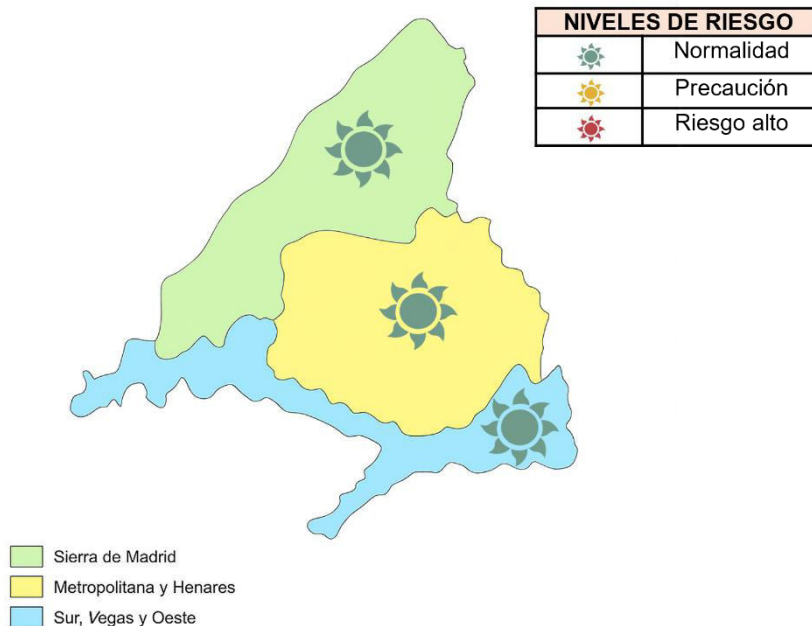 NIVELES DE RIESGO
Normalidad
Precaución
Riesgo alto
Sierra de Madrid
Metropolitana y Henares
Sur, Vegas y Oeste